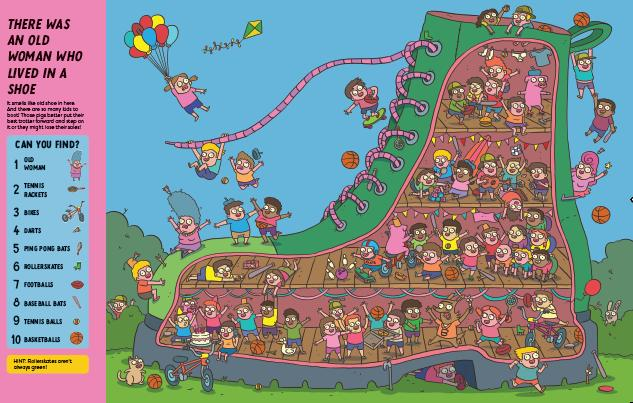 THERE WAS
AN OLD
WOMAN WHO
LIVED IN A
SHOE
It smells like old shoe in here.
And there are so many kids to
boot! Those pigs better put their
best trotter forward and step on
it or they might lose their soles!
CAN YOU FIND?
1 OLD
WOMAN
2 TENNIS
RACKETS
3 BIKES
4 DARTS
5 PING PONG BATS
6 ROLLERSKATES
7 FOOTBALLS
8 BASEBALL BATS
9 TENNIS BALLS
10 BASKETBALLS
HINT: Rollerskates aren't
always green!